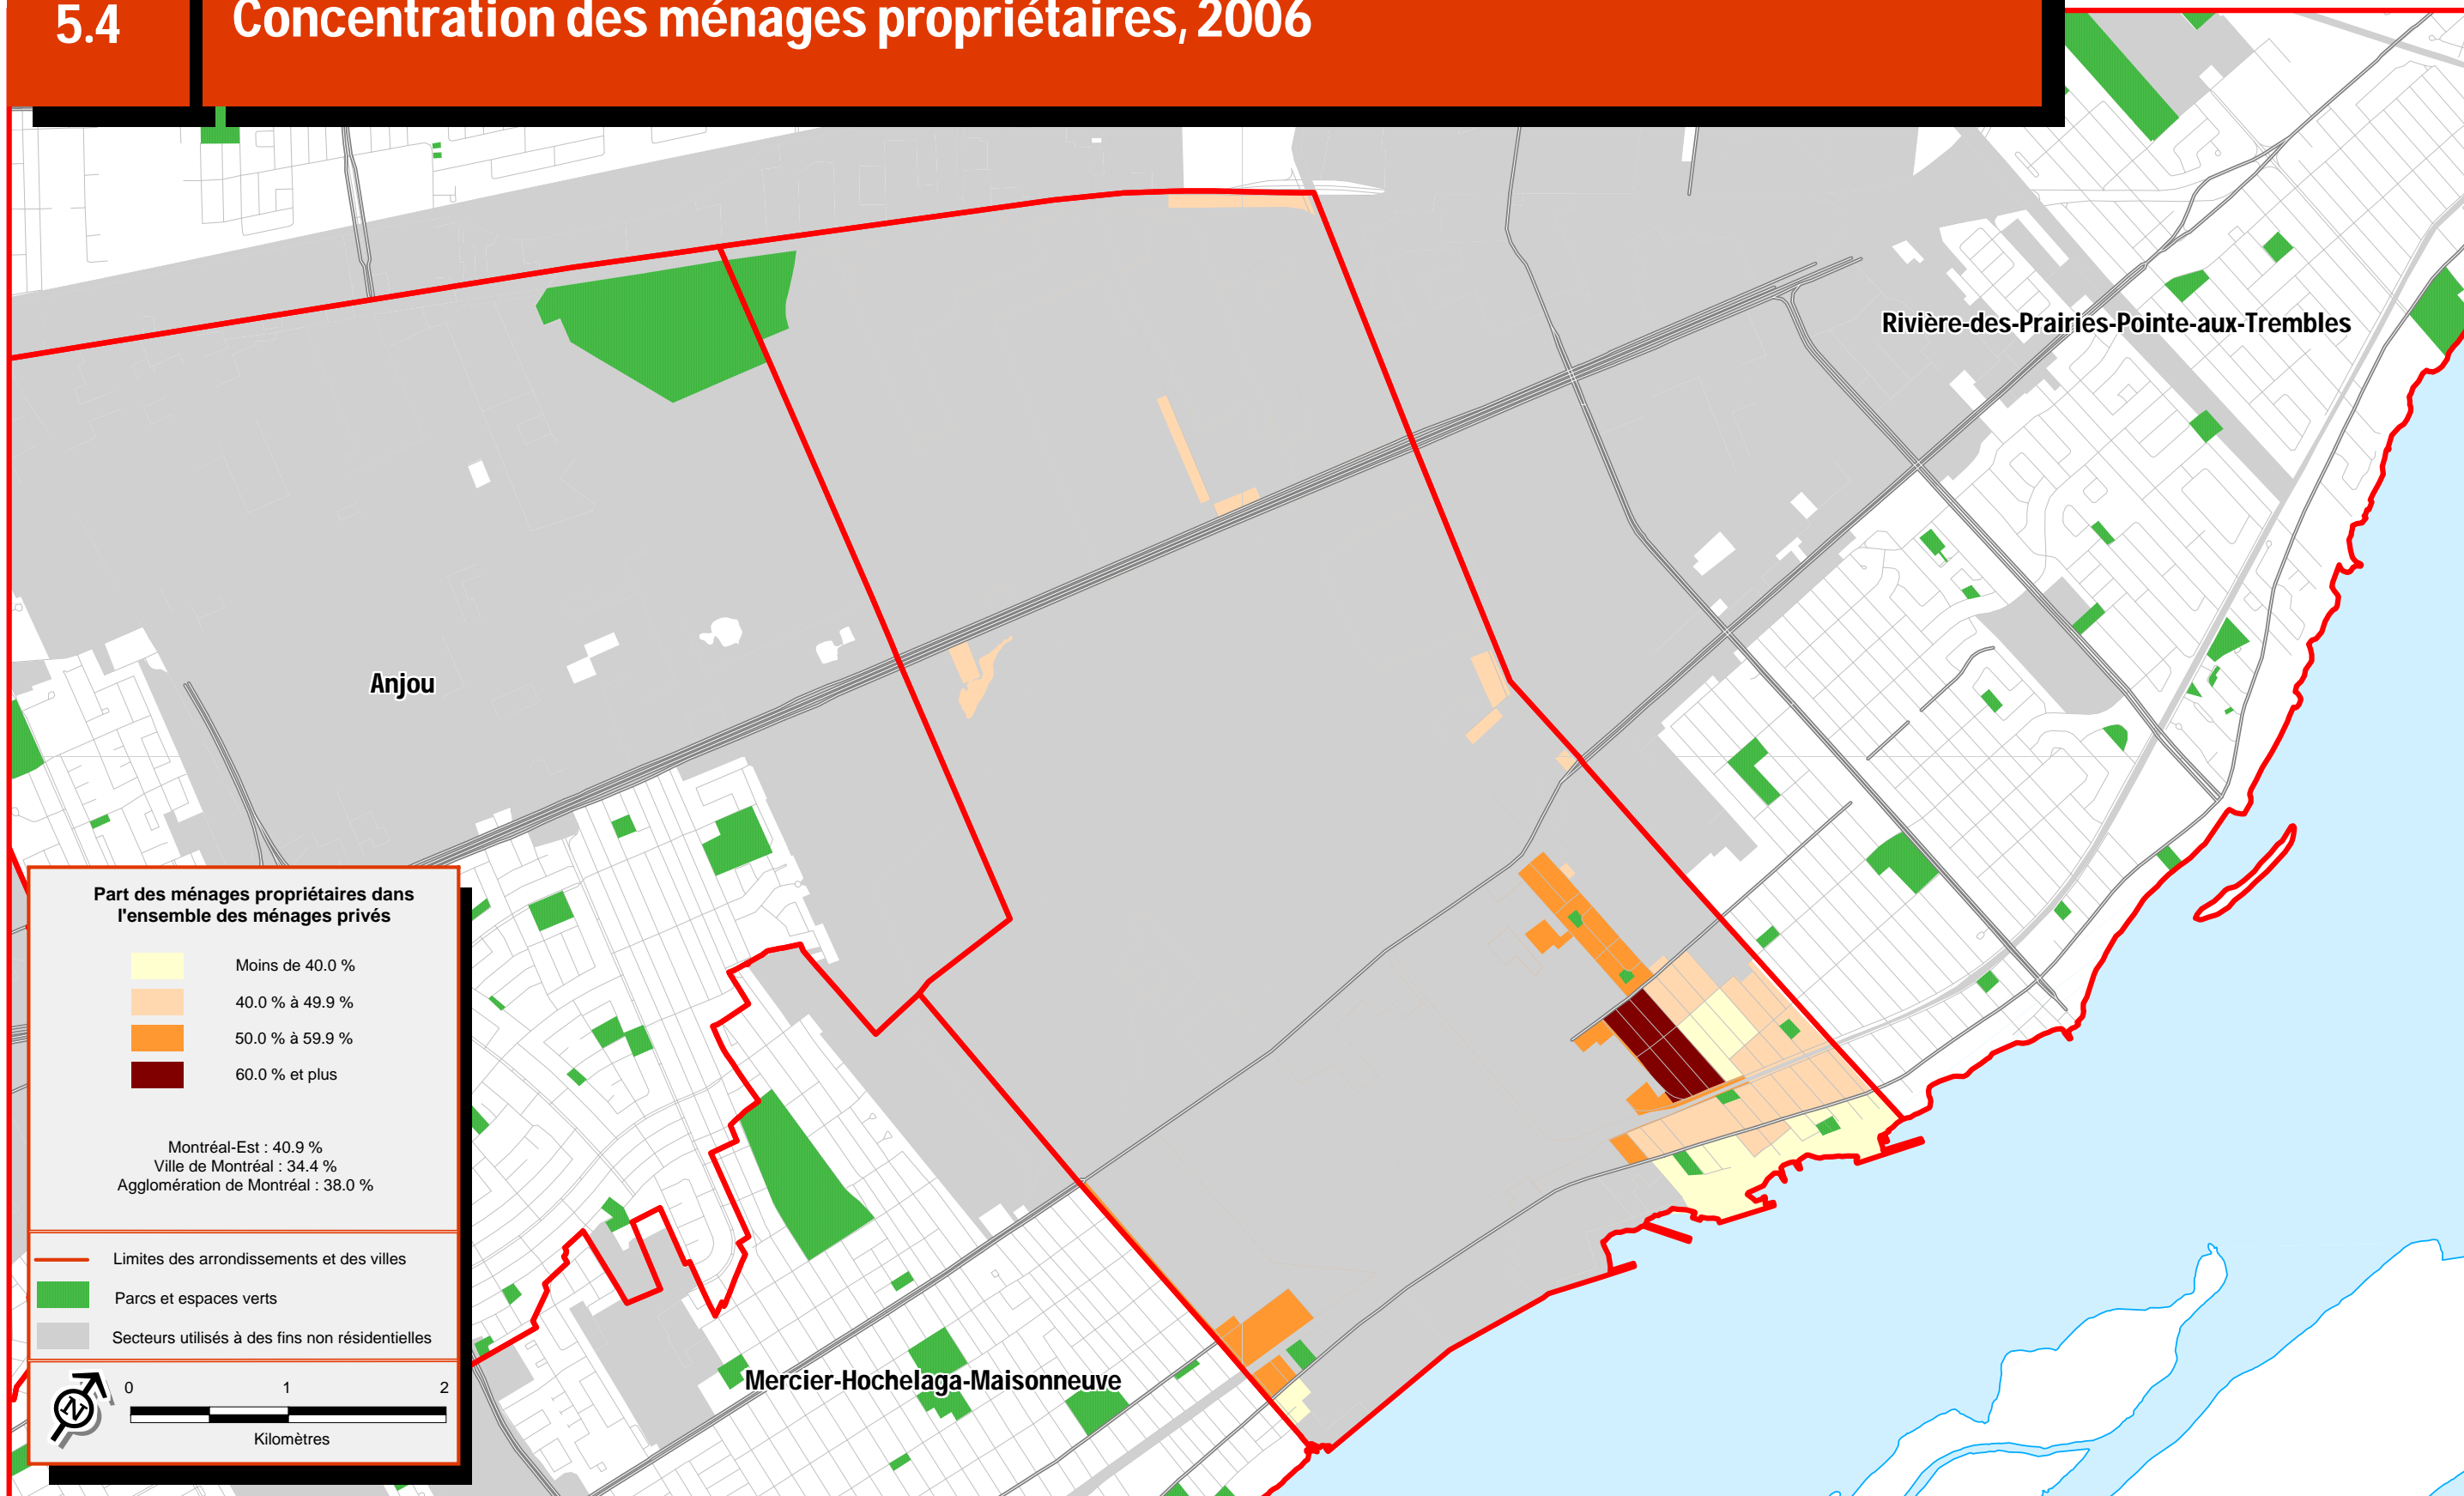 5.4
Concentration des ménages propriétaires, 2006
Rivière-des-Prairies-Pointe-aux-Trembles
Anjou
Mercier-Hochelaga-Maisonneuve
Part des ménages propriétaires dans
l'ensemble des ménages privés
Moins de 40.0 %
40.0 % à 49.9 %
50.0 % à 59.9 %
60.0 % et plus
Montréal-Est : 40.9 %
Ville de Montréal : 34.4 %
Agglomération de Montréal : 38.0 %
Limites des arrondissements et des villes
Parcs et espaces verts
Secteurs utilisés à des fins non résidentielles
N
0 1 2
Kilomètres